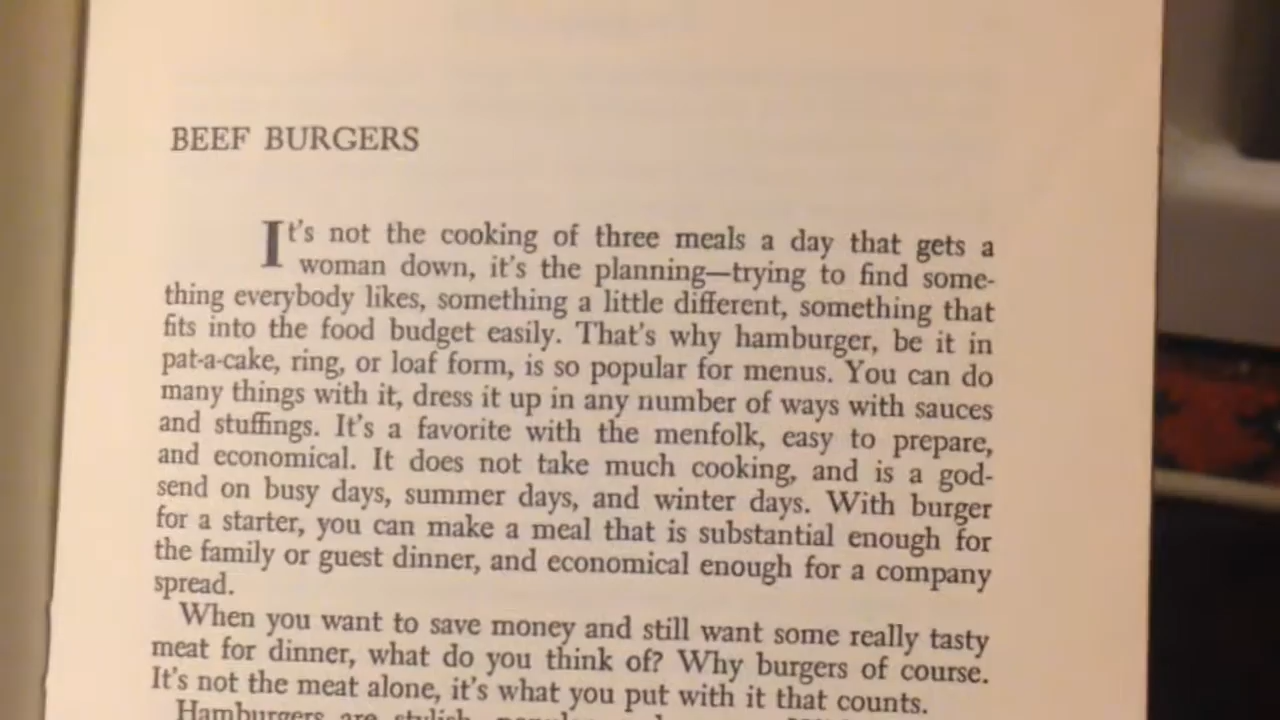 BEEF BURGERS
It's not the cooking of three meals a day that gets a
woman down, it's the planning—trying to find some-
thing everybody likes, something a little different, something that
fits into the food budget easily. That's why hamburger, be it in
pat-a-cake, ring, or loaf form, is so popular for menus. You can do
many things with it, dress it up in any number of ways with sauces
and stuffings. It's a favorite with the menfolk, easy to prepare,
and economical. It does not take much cooking, and is a god-
send on busy days, summer days, and winter days. With burger
for a starter, you can make a meal that is substantial enough for
the family or guest dinner, and economical enough for a company
spread.
When you want to save money and still want some really tasty
meat for dinner, what do you think of? Why burgers of course.
It's not the meat alone, it's what you put with it that counts.
Hamburgers are stylish,